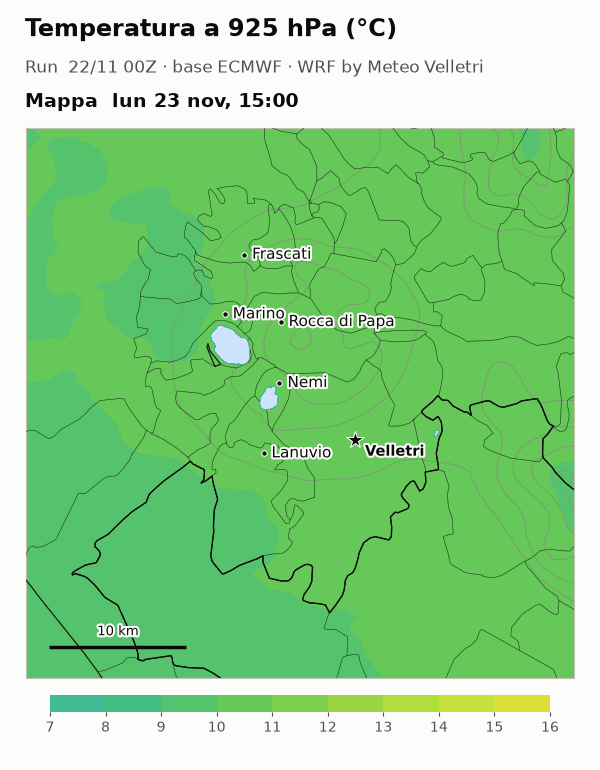 Temperatura a 925 hPa (°C)
Run  22/11 00Z · base ECMWF · WRF by Meteo Velletri
Mappa  lun 23 nov, 15:00
Frascati
Marino
Rocca di Papa
Nemi
Velletri
Lanuvio
10 km
7 8 9 10 11 12 13 14 15 16